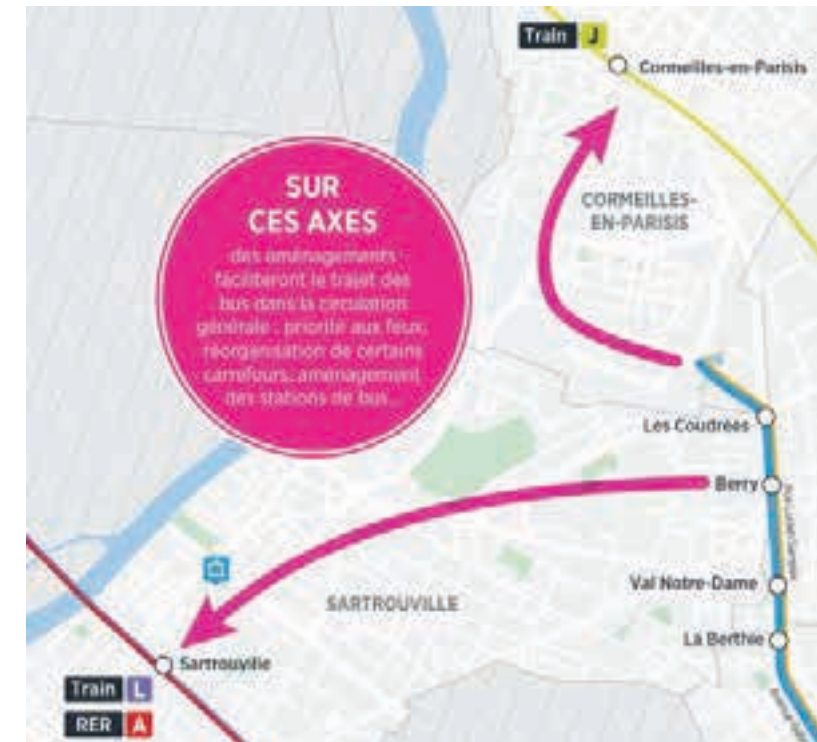 Train J
Cormeilles-en-Parisis
SUR
CES AXES
des aménagements
faciliteront le trajet des
bus dans la circulation
générale : priorité aux feux,
réorganisation de certains
carrefours, aménagement
des stations de bus...
CORMEILLES-
EN-PARISIS
Les Coudrées
Berry
Val Notre-Dame
SARTROUVILLE
La Berthie
Sartrouville
Train L
RER A